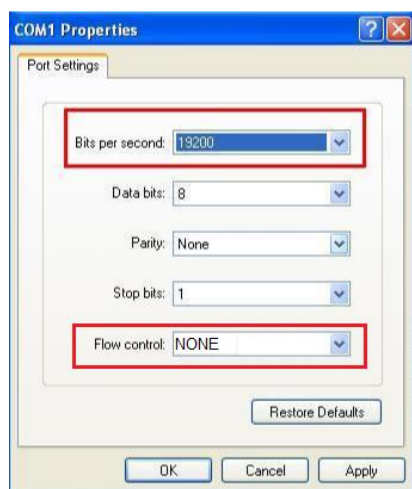 COM1 Properties
Port Settings
Bits per second: 19200
Data bits: 8
Parity: None
Stop bits: 1
Flow control: NONE
Restore Defaults
OK Cancel Apply